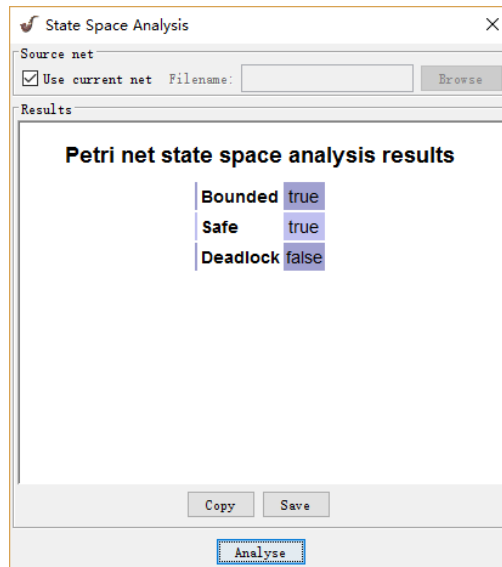 State Space Analysis
Source net
Use current net Filename: Browse
Results
Petri net state space analysis results
Bounded true
Safe true
Deadlock false
Copy Save
Analyse